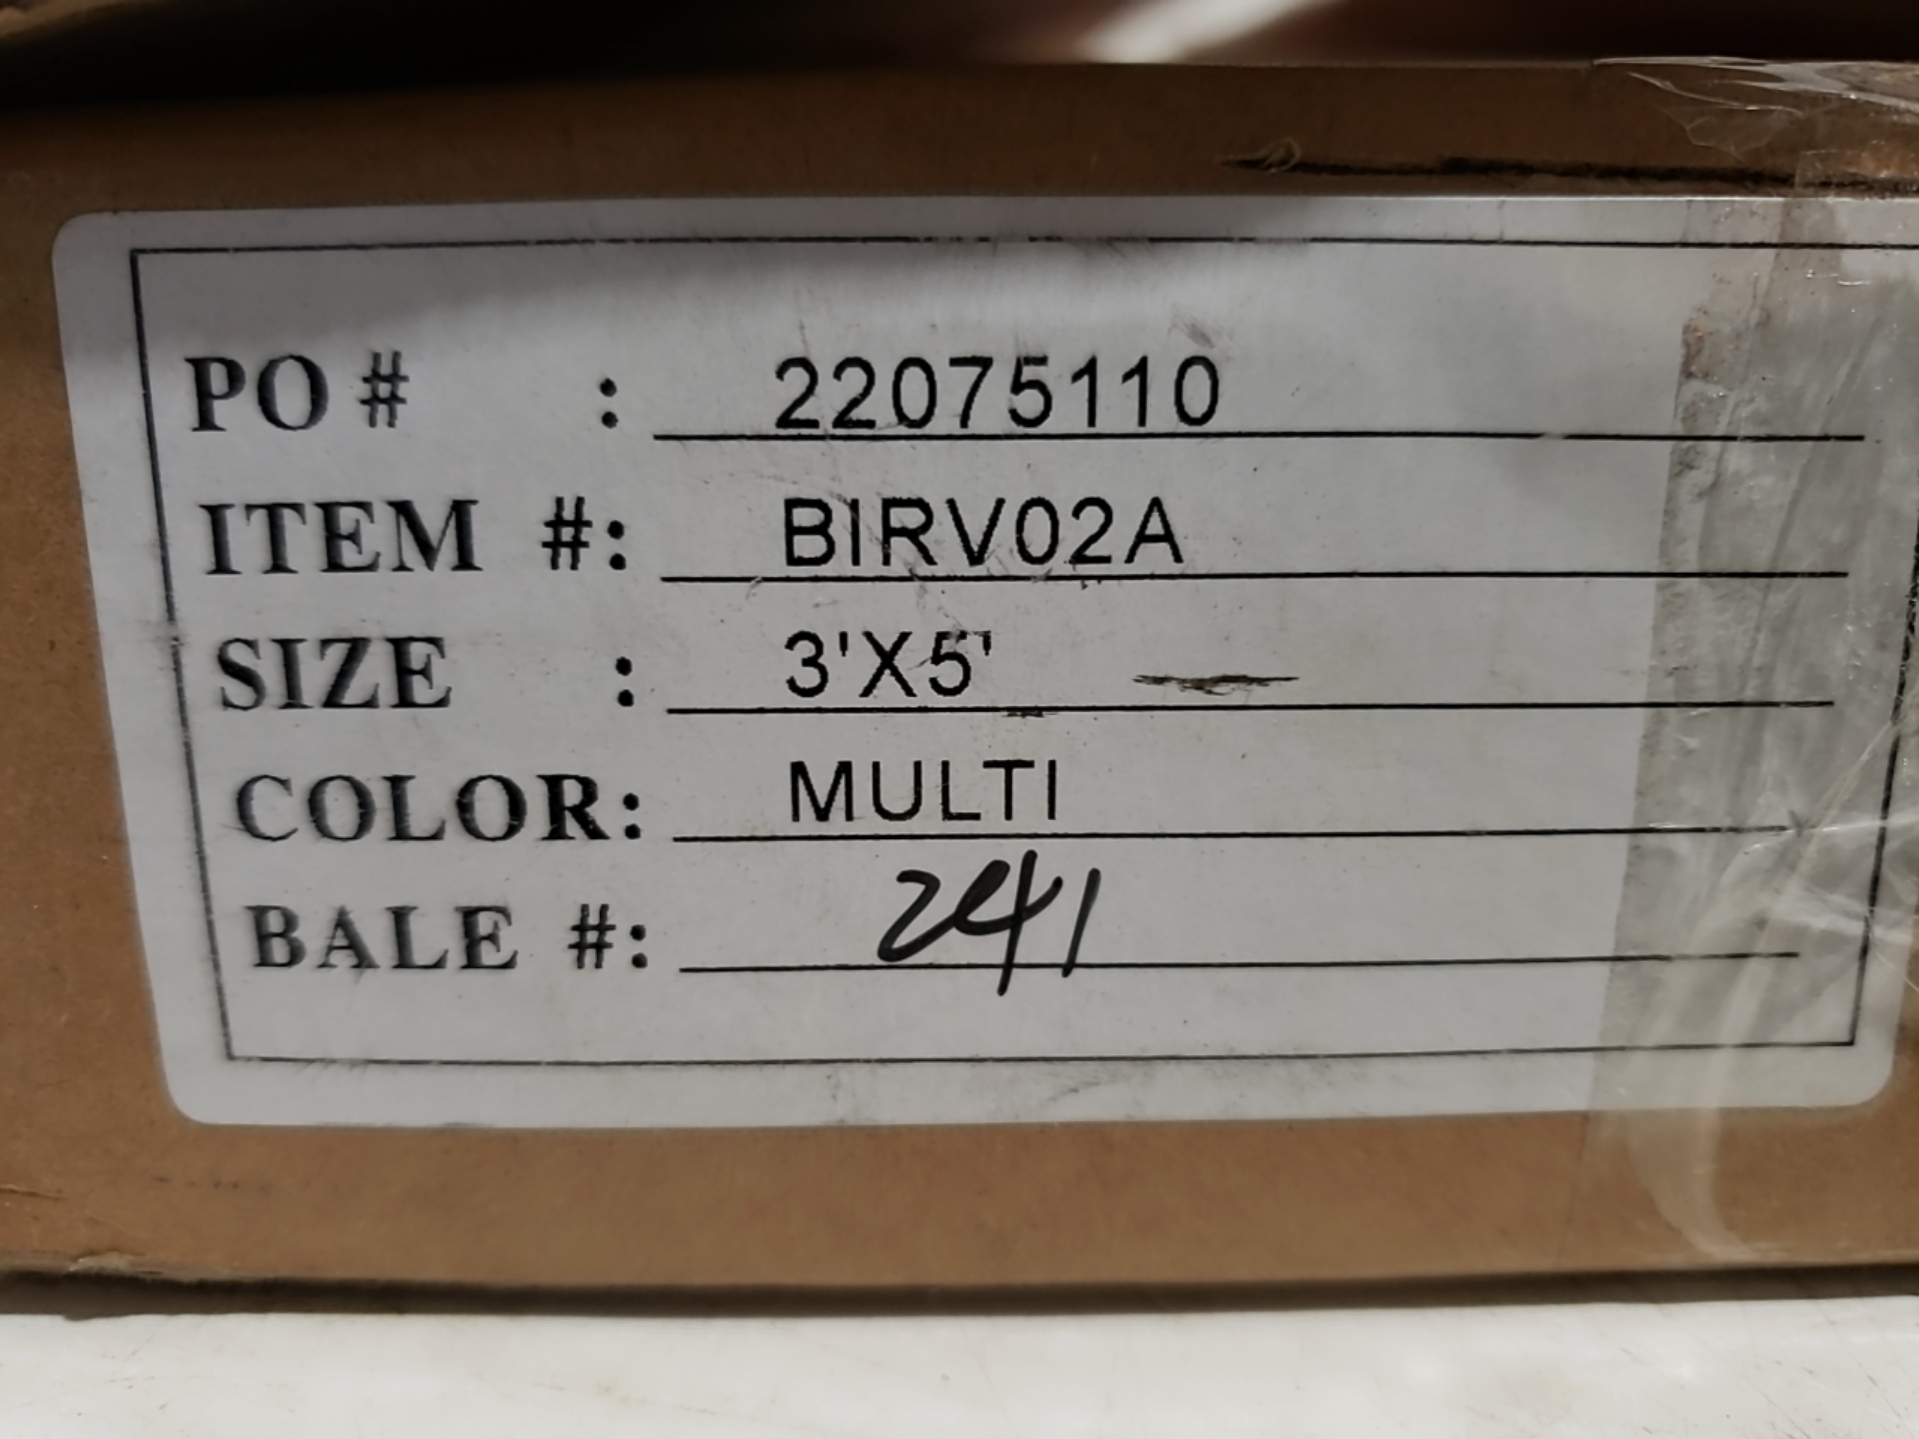 PO # : 22075110
ITEM #: BIRV02A
SIZE : 3'X5'
COLOR: MULTI
BALE #: 241